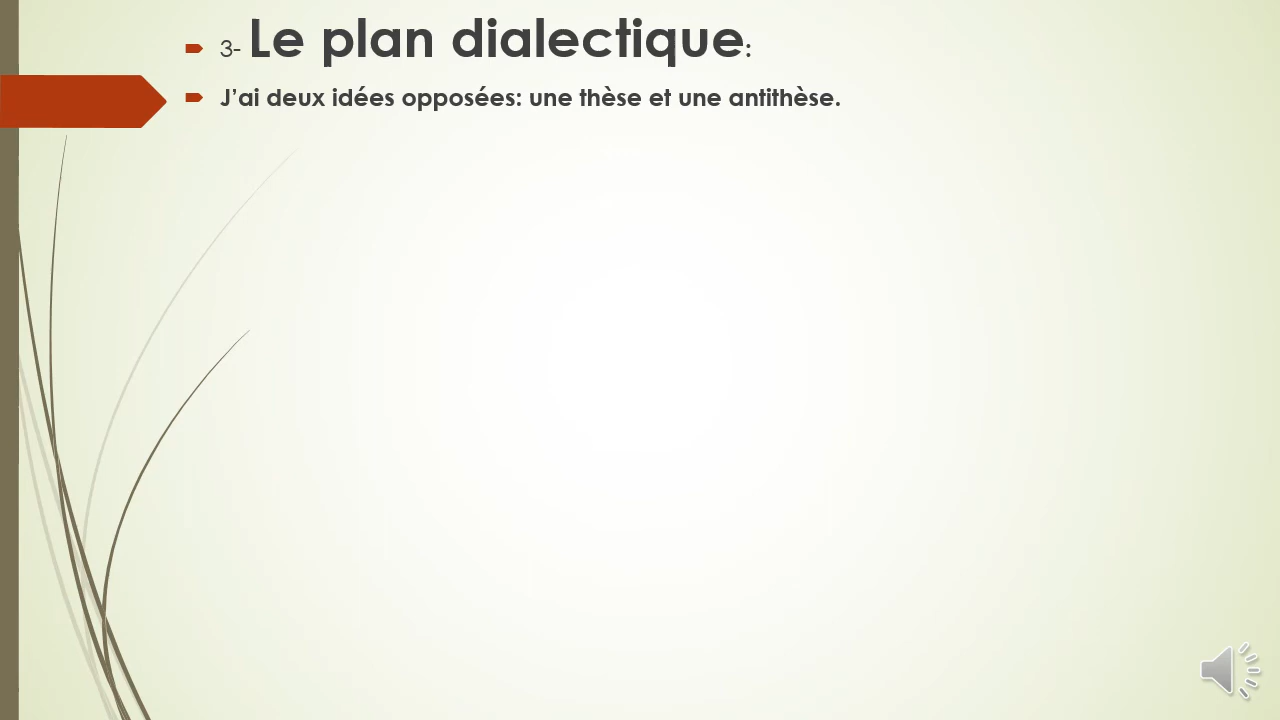 3- Le plan dialectique:
J’ai deux idées opposées: une thèse et une antithèse.